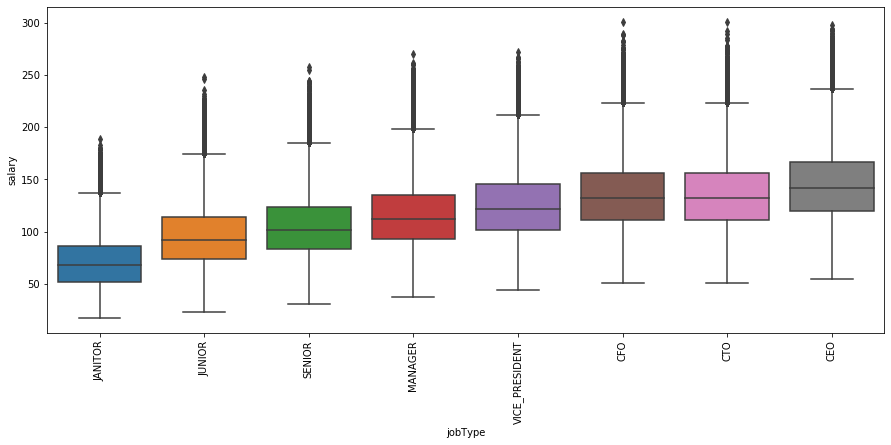 300
250
200
150
100
50
salary
JANITOR
JUNIOR
SENIOR
MANAGER
VICE_PRESIDENT
CFO
CTO
CEO
jobType